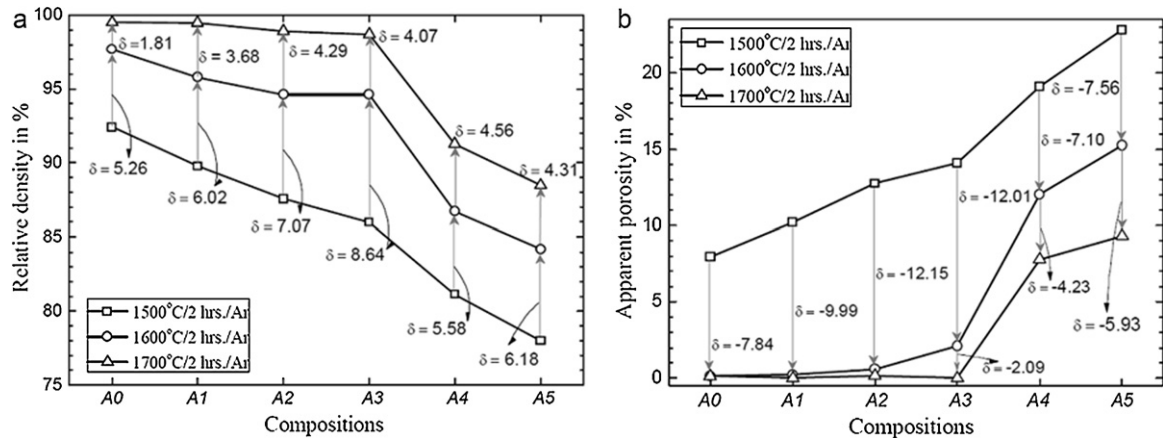 a
Relative density in %
100
95
90
85
80
75
δ = 1.81
δ = 3.68
δ = 4.29
δ = 4.07
δ = 4.56
δ = 4.31
δ = 5.26
δ = 6.02
δ = 7.07
δ = 8.64
δ = 5.58
δ = 6.18
1500°C/2 hrs./Ar
1600°C/2 hrs./Ar
1700°C/2 hrs./Ar
A0 A1 A2 A3 A4 A5
Compositions
b
Apparent porosity in %
20
15
10
5
0
1500°C/2 hrs./Ar
1600°C/2 hrs./Ar
1700°C/2 hrs./Ar
δ = -7.56
δ = -7.10
δ = -12.01
δ = -12.15
δ = -9.99
δ = -7.84
δ = -4.23
δ = -5.93
δ = -2.09
A0 A1 A2 A3 A4 A5
Compositions